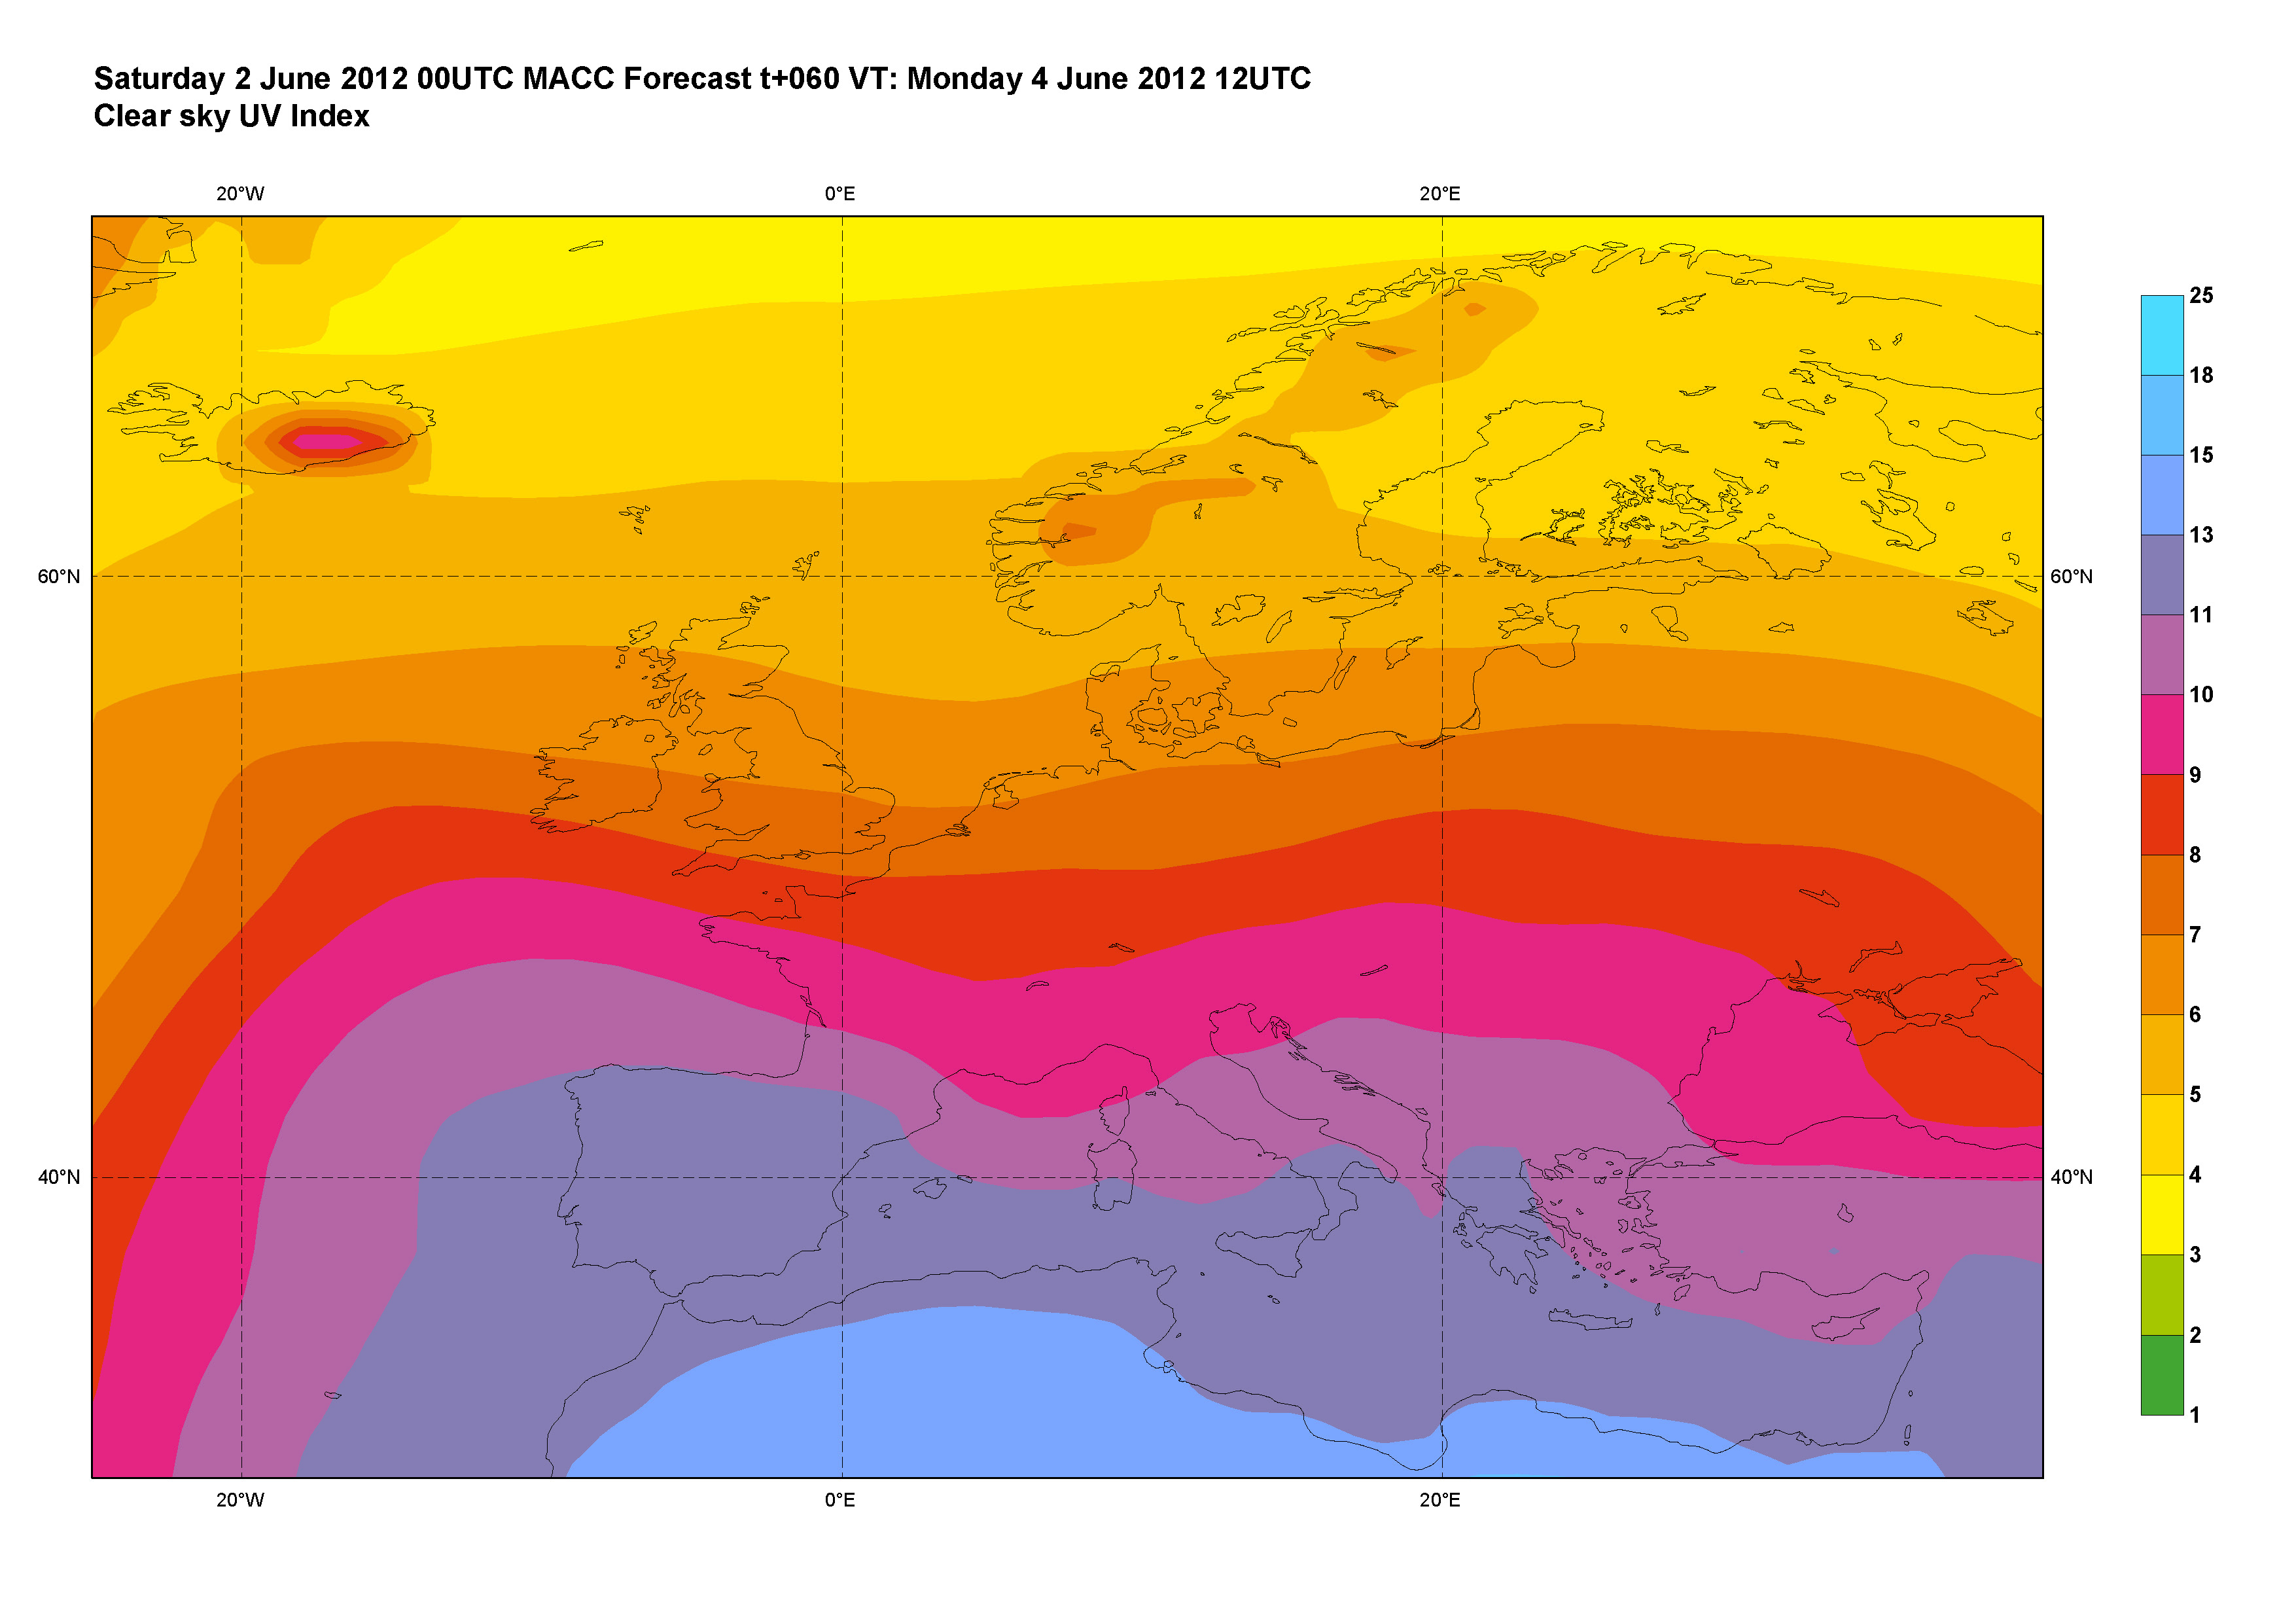 Saturday 2 June 2012 00UTC MACC Forecast t+060 VT: Monday 4 June 2012 12UTC
Clear sky UV Index
20°W 0°E 20°E
25
18
15
13
60°N 60°N
11
10
9
8
7
6
5
40°N 40°N
4
3
2
1
20°W 0°E 20°E